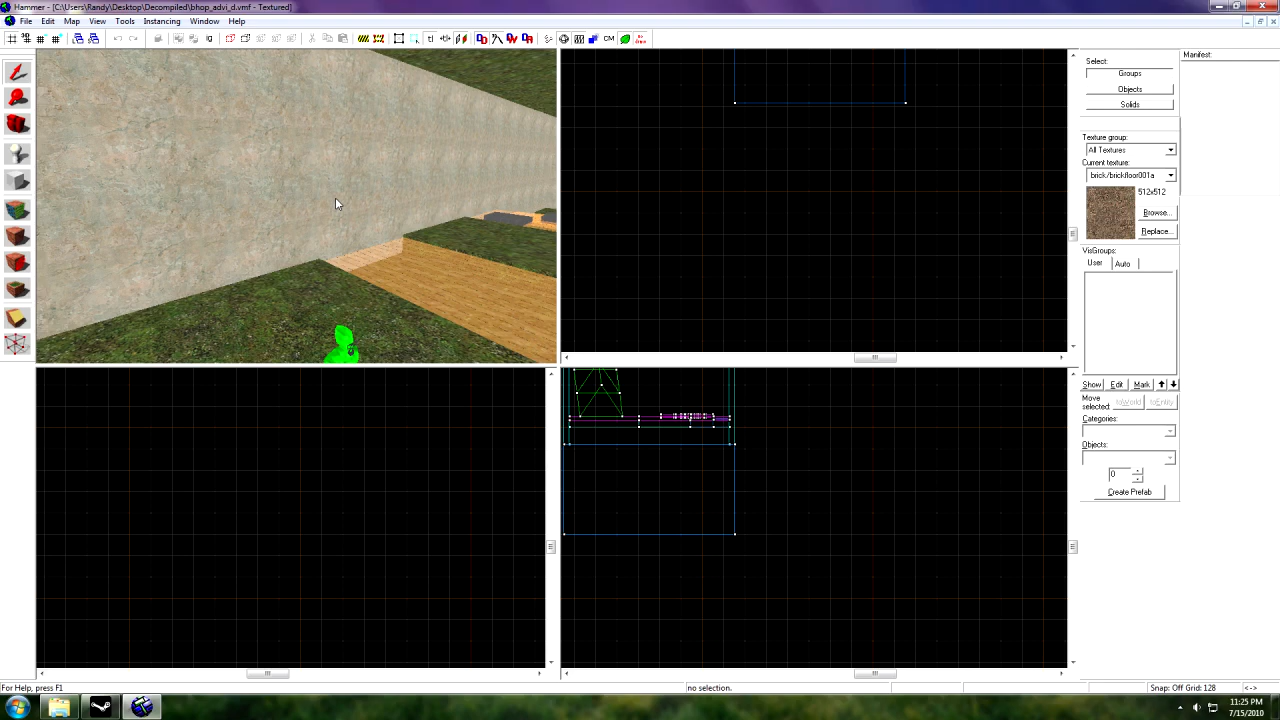 Hammer - [C:\Users\Randy\Desktop\Decompiled\bhop_advi_d.vmf - Textured]
File Edit Map View Tools Instancing Window Help
CM
Select:
Groups
Objects
Solids
Texture group:
All Textures
Current texture:
brick/brickfloor001a
512x512
Browse...
Replace...
VisGroups:
User Auto
Show Edit Mark
Move selected:
toWorld toEntity
Categories:
Objects:
0
Create Prefab
Manifest:
For Help, press F1
no selection.
Snap: Off Grid: 128
<->
11:25 PM
7/15/2010